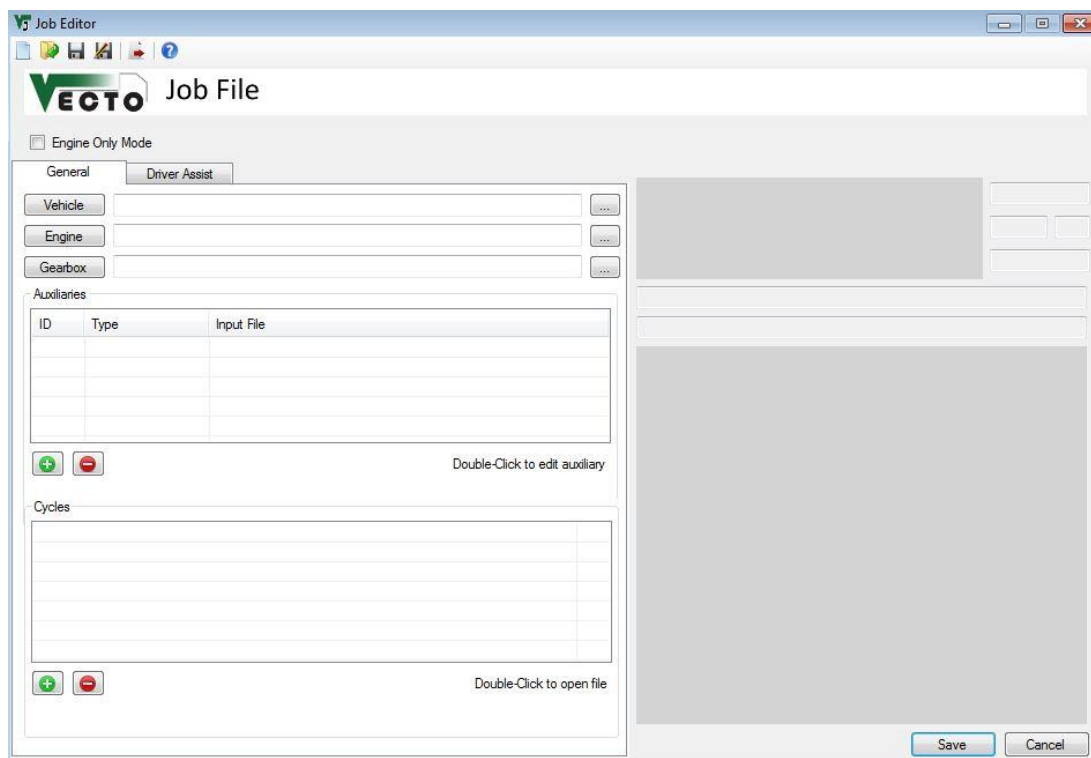 Job Editor
VECTO Job File
Engine Only Mode
General Driver Assist
Vehicle ...
Engine ...
Gearbox ...
Auxiliaries
ID Type Input File
Double-Click to edit auxiliary
Cycles
Double-Click to open file
Save Cancel